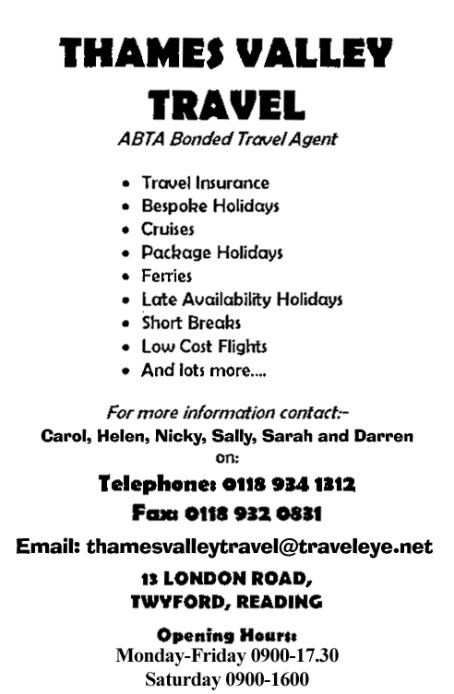 THAMES VALLEY
TRAVEL
ABTA Bonded Travel Agent
• Travel Insurance
• Bespoke Holidays
• Cruises
• Package Holidays
• Ferries
• Late Availability Holidays
• Short Breaks
• Low Cost Flights
• And lots more....
For more information contact:-
Carol, Helen, Nicky, Sally, Sarah and Darren
on:
Telephone: 0118 934 1312
Fax: 0118 932 0831
Email: thamesvalleytravel@traveleye.net
13 LONDON ROAD,
TWYFORD, READING
Opening Hours:
Monday-Friday 0900-17.30
Saturday 0900-1600